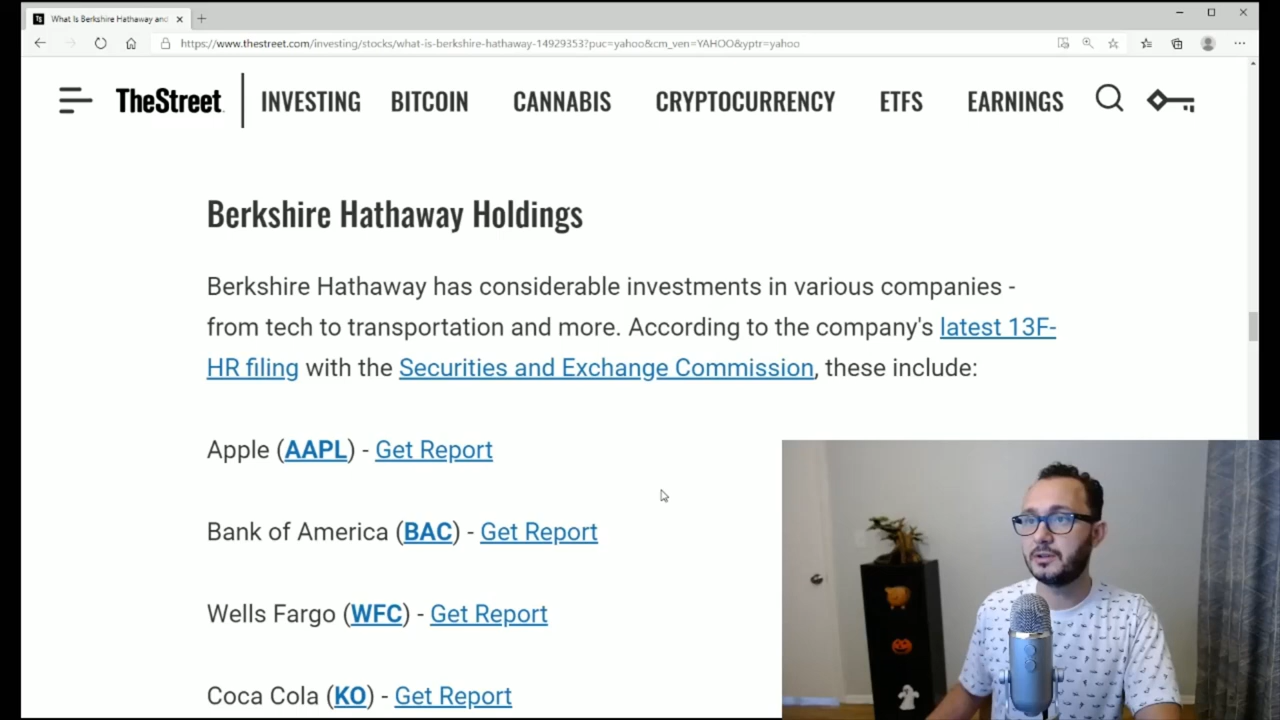 What Is Berkshire Hathaway and
https://www.thestreet.com/investing/stocks/what-is-berkshire-hathaway-14929353?puc=yahoo&cm_ven=YAHOO&yptr=yahoo
TheStreet
INVESTING BITCOIN CANNABIS CRYPTOCURRENCY ETFS EARNINGS
Berkshire Hathaway Holdings
Berkshire Hathaway has considerable investments in various companies -
from tech to transportation and more. According to the company's latest 13F-
HR filing with the Securities and Exchange Commission, these include:
Apple (AAPL) - Get Report
Bank of America (BAC) - Get Report
Wells Fargo (WFC) - Get Report
Coca Cola (KO) - Get Report